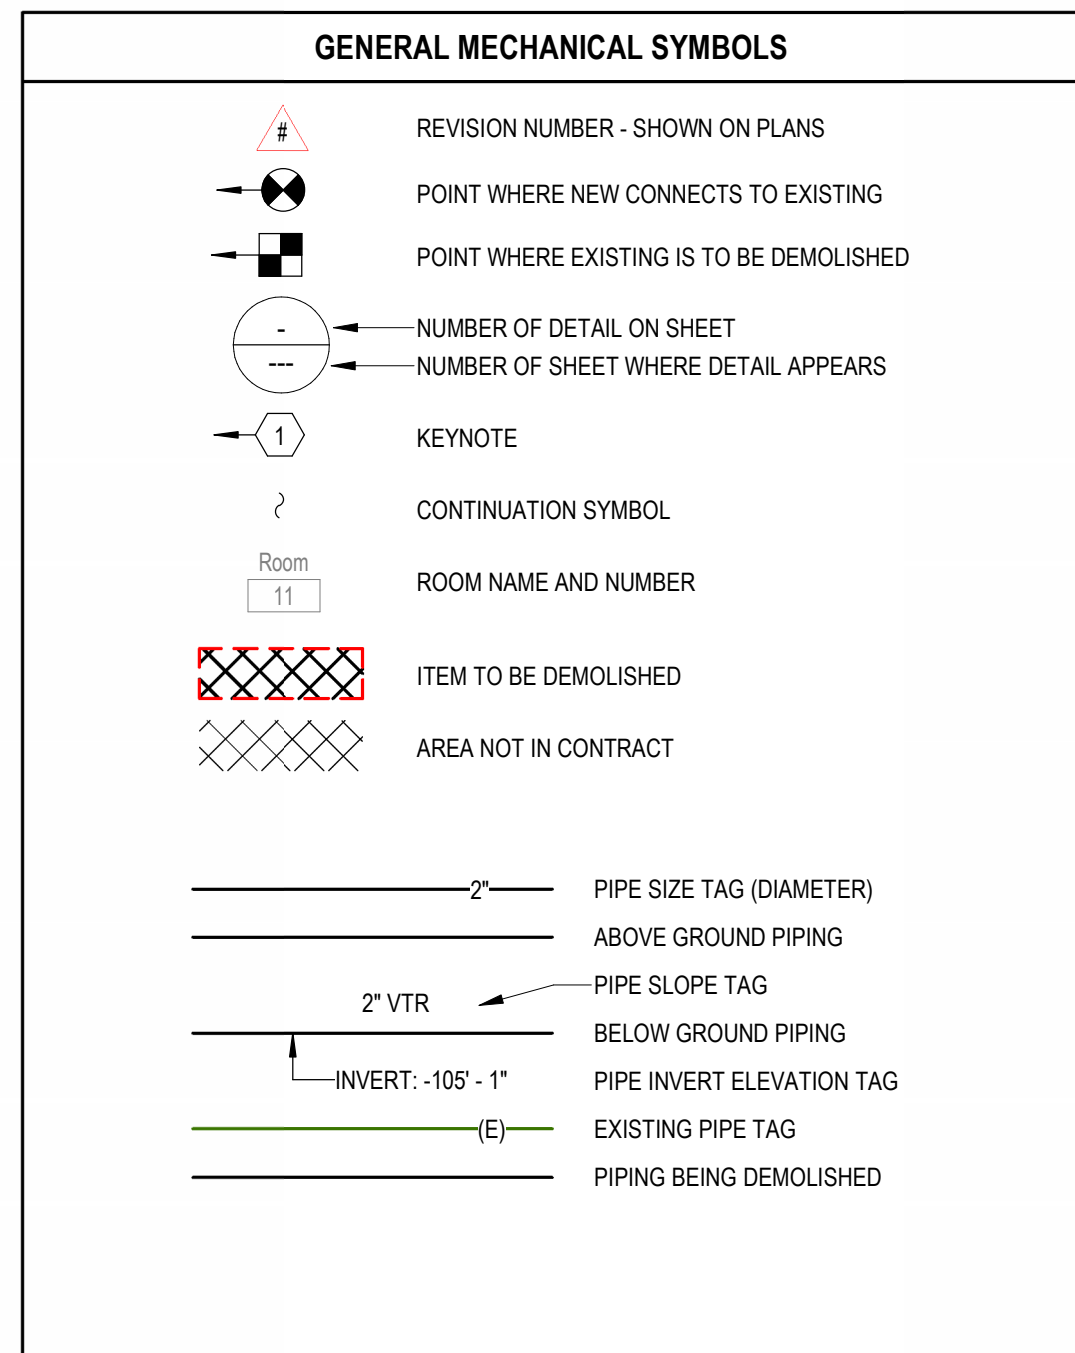 GENERAL MECHANICAL SYMBOLS
# REVISION NUMBER - SHOWN ON PLANS
POINT WHERE NEW CONNECTS TO EXISTING
POINT WHERE EXISTING IS TO BE DEMOLISHED
- NUMBER OF DETAIL ON SHEET
--- NUMBER OF SHEET WHERE DETAIL APPEARS
1 KEYNOTE
CONTINUATION SYMBOL
Room
11 ROOM NAME AND NUMBER
ITEM TO BE DEMOLISHED
AREA NOT IN CONTRACT
2" PIPE SIZE TAG (DIAMETER)
ABOVE GROUND PIPING
PIPE SLOPE TAG
2" VTR
BELOW GROUND PIPING
INVERT: -105' - 1" PIPE INVERT ELEVATION TAG
(E) EXISTING PIPE TAG
PIPING BEING DEMOLISHED